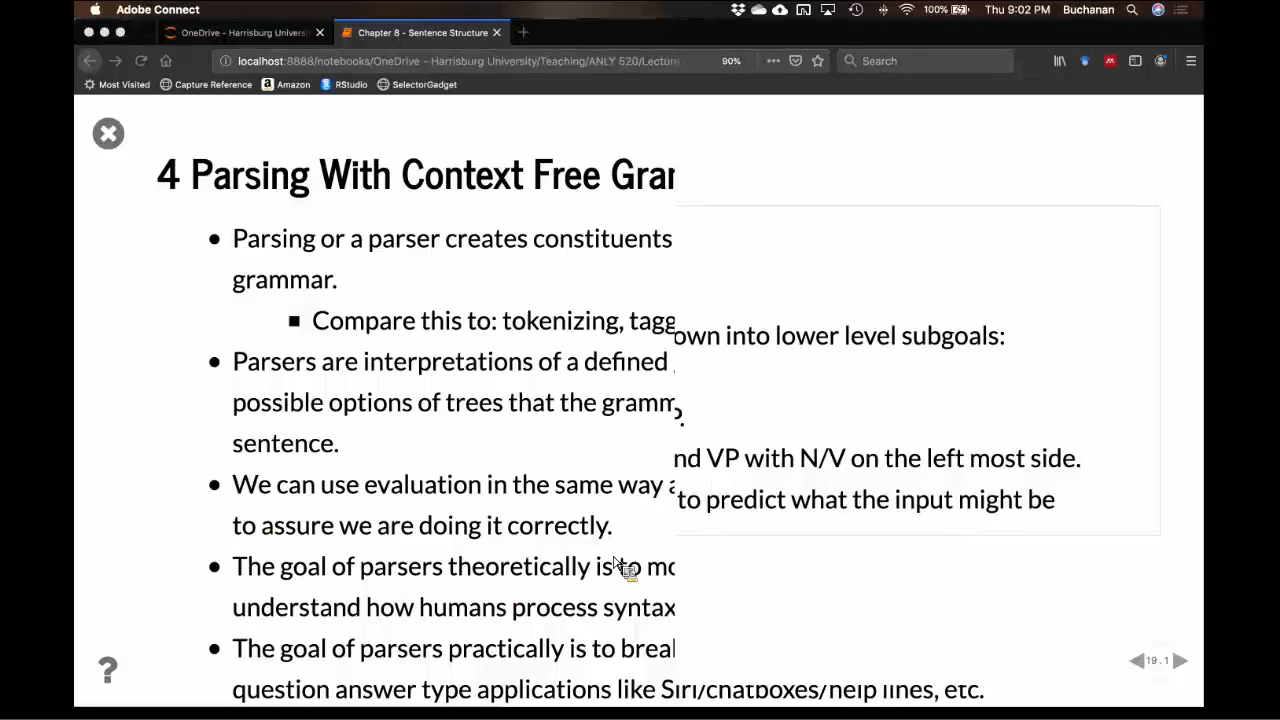 Adobe Connect
100%
Thu 9:02 PM
Buchanan
OneDrive - Harrisburg Universi
Chapter 8 - Sentence Structure
localhost:8888/notebooks/OneDrive - Harrisburg University/Teaching/ANLY 520/Lecture
90%
Search
Most Visited
Capture Reference
Amazon
RStudio
SelectorGadget
4 Parsing With Context Free Gra
Parsing or a parser creates constituents
grammar.
Compare this to: tokenizing, tagg
own into lower level subgoals:
Parsers are interpretations of a defined
possible options of trees that the gramm
sentence.
nd VP with N/V on the left most side.
We can use evaluation in the same way a
to predict what the input might be
to assure we are doing it correctly.
The goal of parsers theoretically is to mo
understand how humans process syntax
The goal of parsers practically is to break
19.1
?
question answer type applications like Siri/chatboxes/help lines, etc.